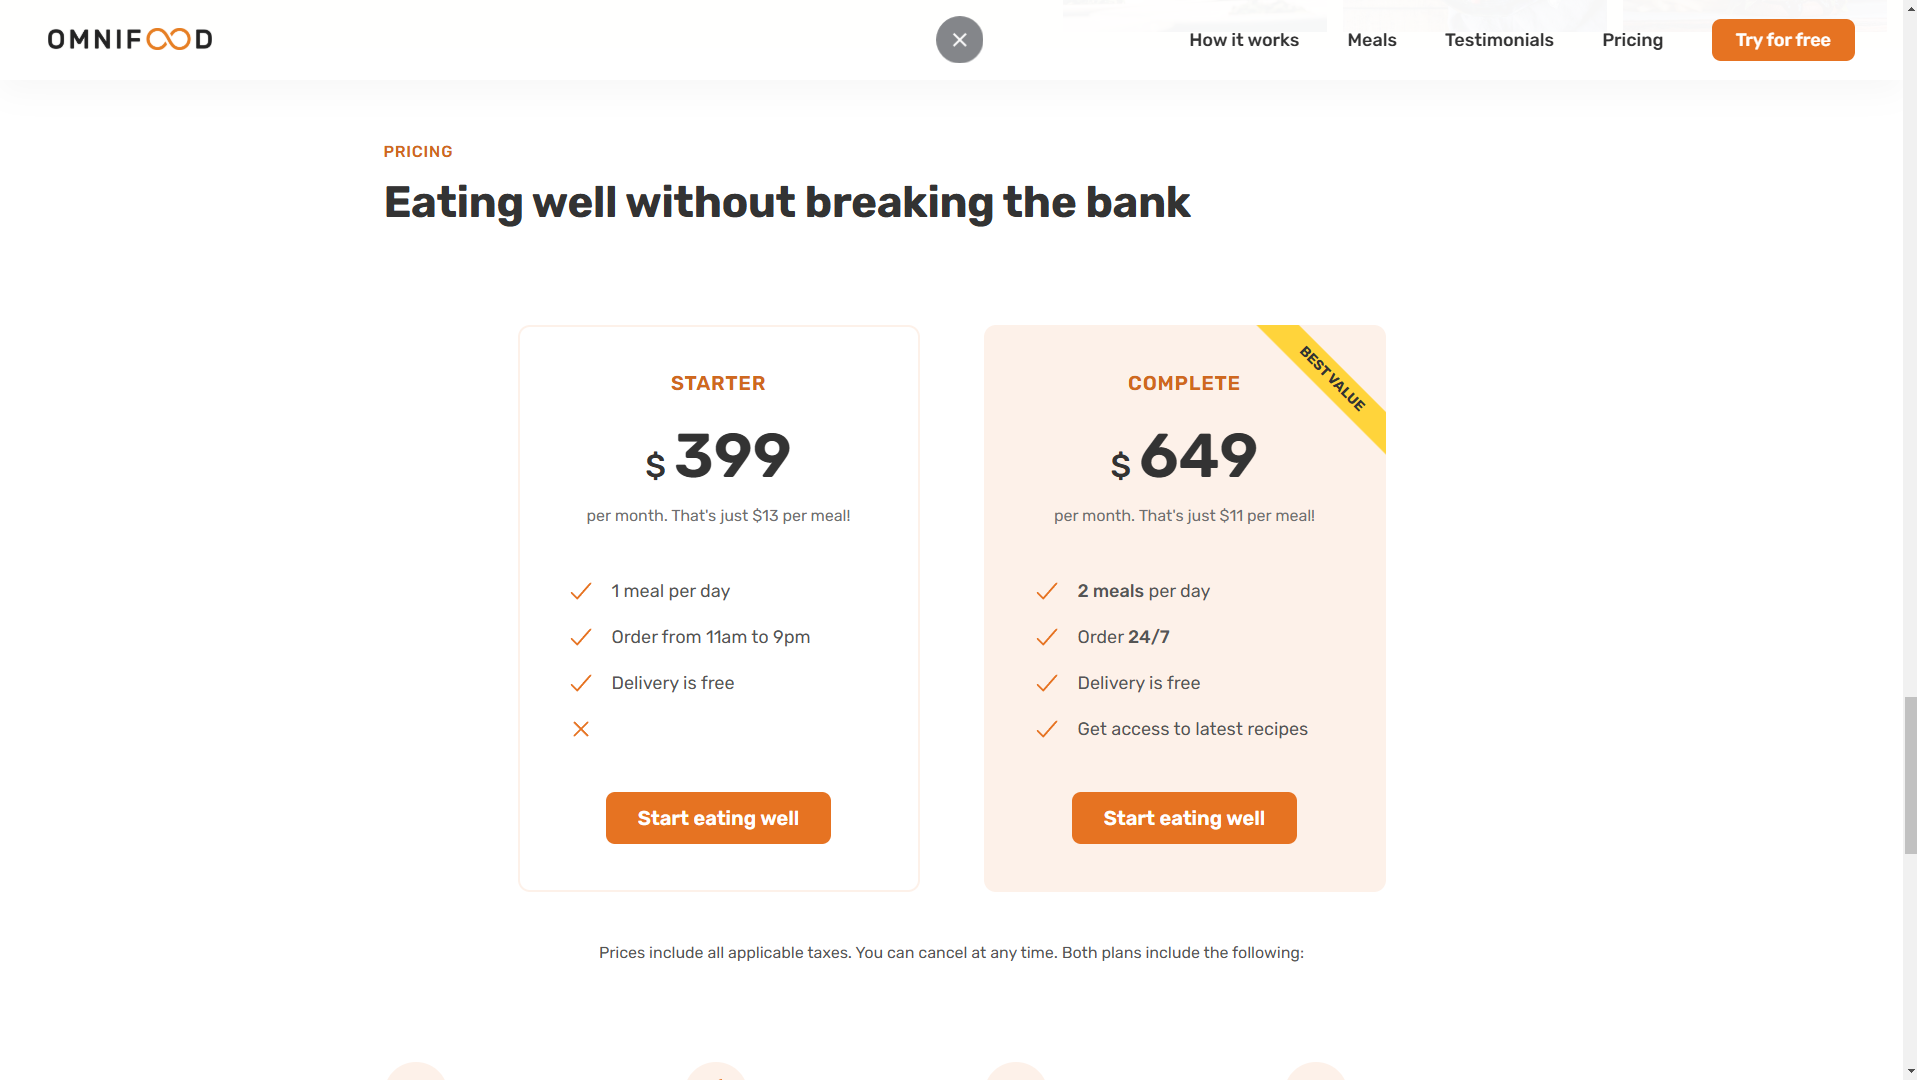 OMNIFOOD
How it works
Meals
Testimonials
Pricing
Try for free
PRICING
Eating well without breaking the bank
STARTER
$ 399
per month. That's just $13 per meal!
1 meal per day
Order from 11am to 9pm
Delivery is free
Start eating well
BEST VALUE
COMPLETE
$ 649
per month. That's just $11 per meal!
2 meals per day
Order 24/7
Delivery is free
Get access to latest recipes
Start eating well
Prices include all applicable taxes. You can cancel at any time. Both plans include the following: